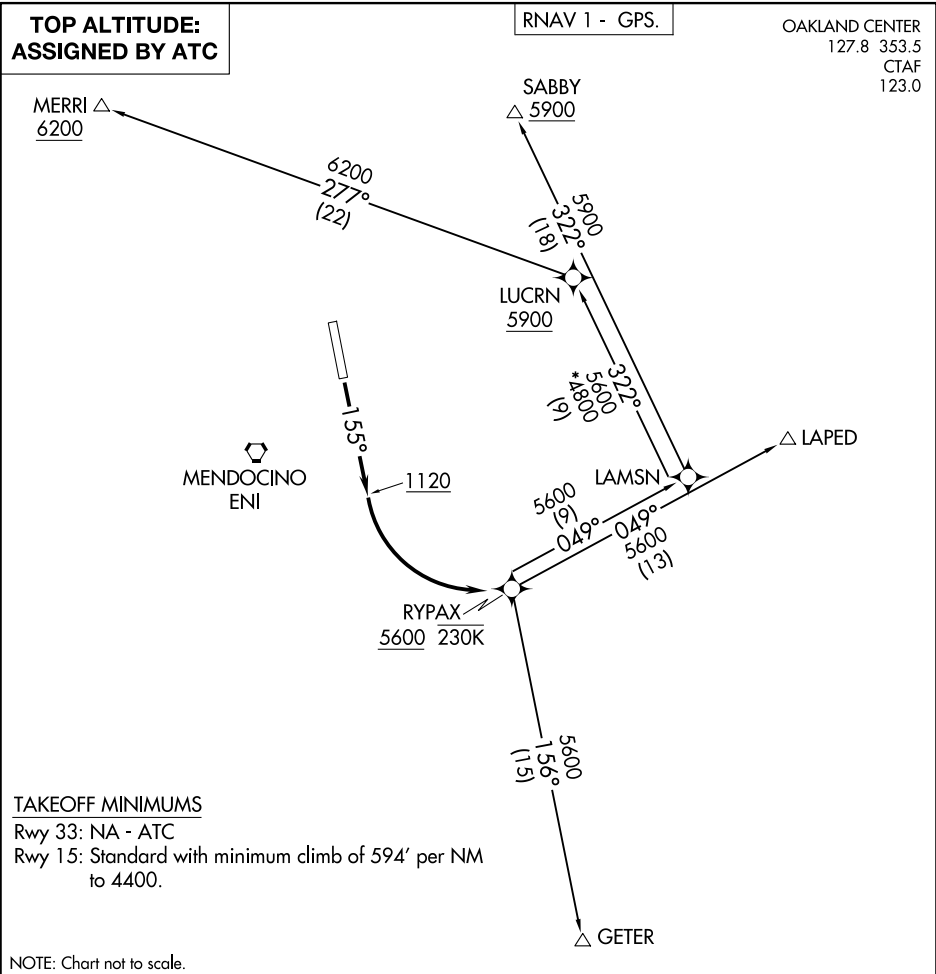 TOP ALTITUDE:
ASSIGNED BY ATC
RNAV 1 - GPS.
OAKLAND CENTER
127.8 353.5
CTAF
123.0
MERRI
6200
SABBY
5900
6200
277°
(22)
5900
322°
(18)
LUCRN
5900
322°
5600
*4800
(9)
155°
MENDOCINO
ENI
1120
LAPED
LAMSN
5600
(9)
049°
049°
5600
(13)
RYPAX
5600 230K
5600
156°
(15)
TAKEOFF MINIMUMS
Rwy 33: NA - ATC
Rwy 15: Standard with minimum climb of 594' per NM
to 4400.
GETER
NOTE: Chart not to scale.